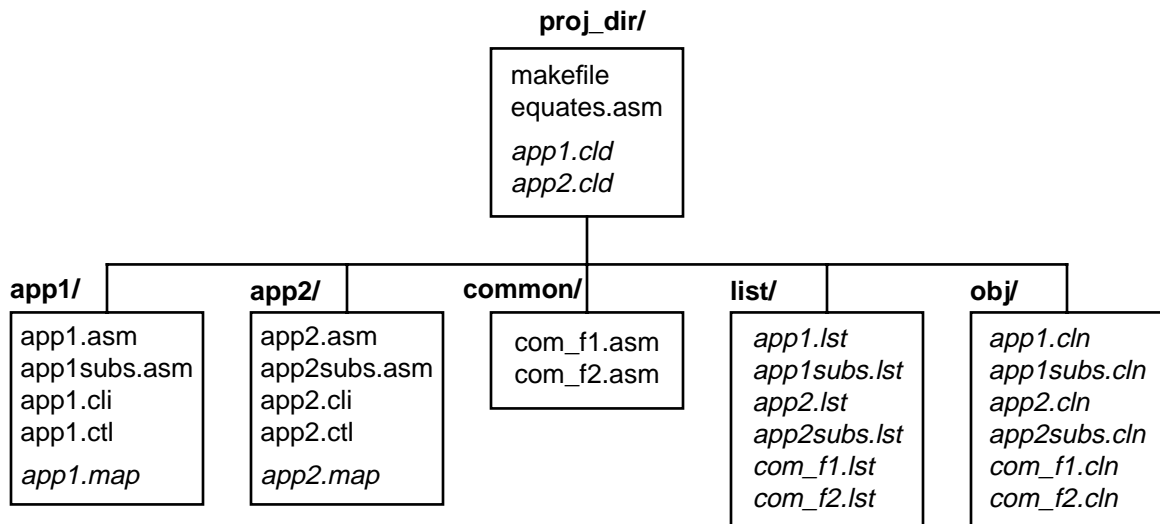 proj_dir/
makefile
equates.asm
app1.cld
app2.cld
app1/
app1.asm
app1subs.asm
app1.cli
app1.ctl
app1.map
app2/
app2.asm
app2subs.asm
app2.cli
app2.ctl
app2.map
common/
com_f1.asm
com_f2.asm
list/
app1.lst
app1subs.lst
app2.lst
app2subs.lst
com_f1.lst
com_f2.lst
obj/
app1.cln
app1subs.cln
app2.cln
app2subs.cln
com_f1.cln
com_f2.cln